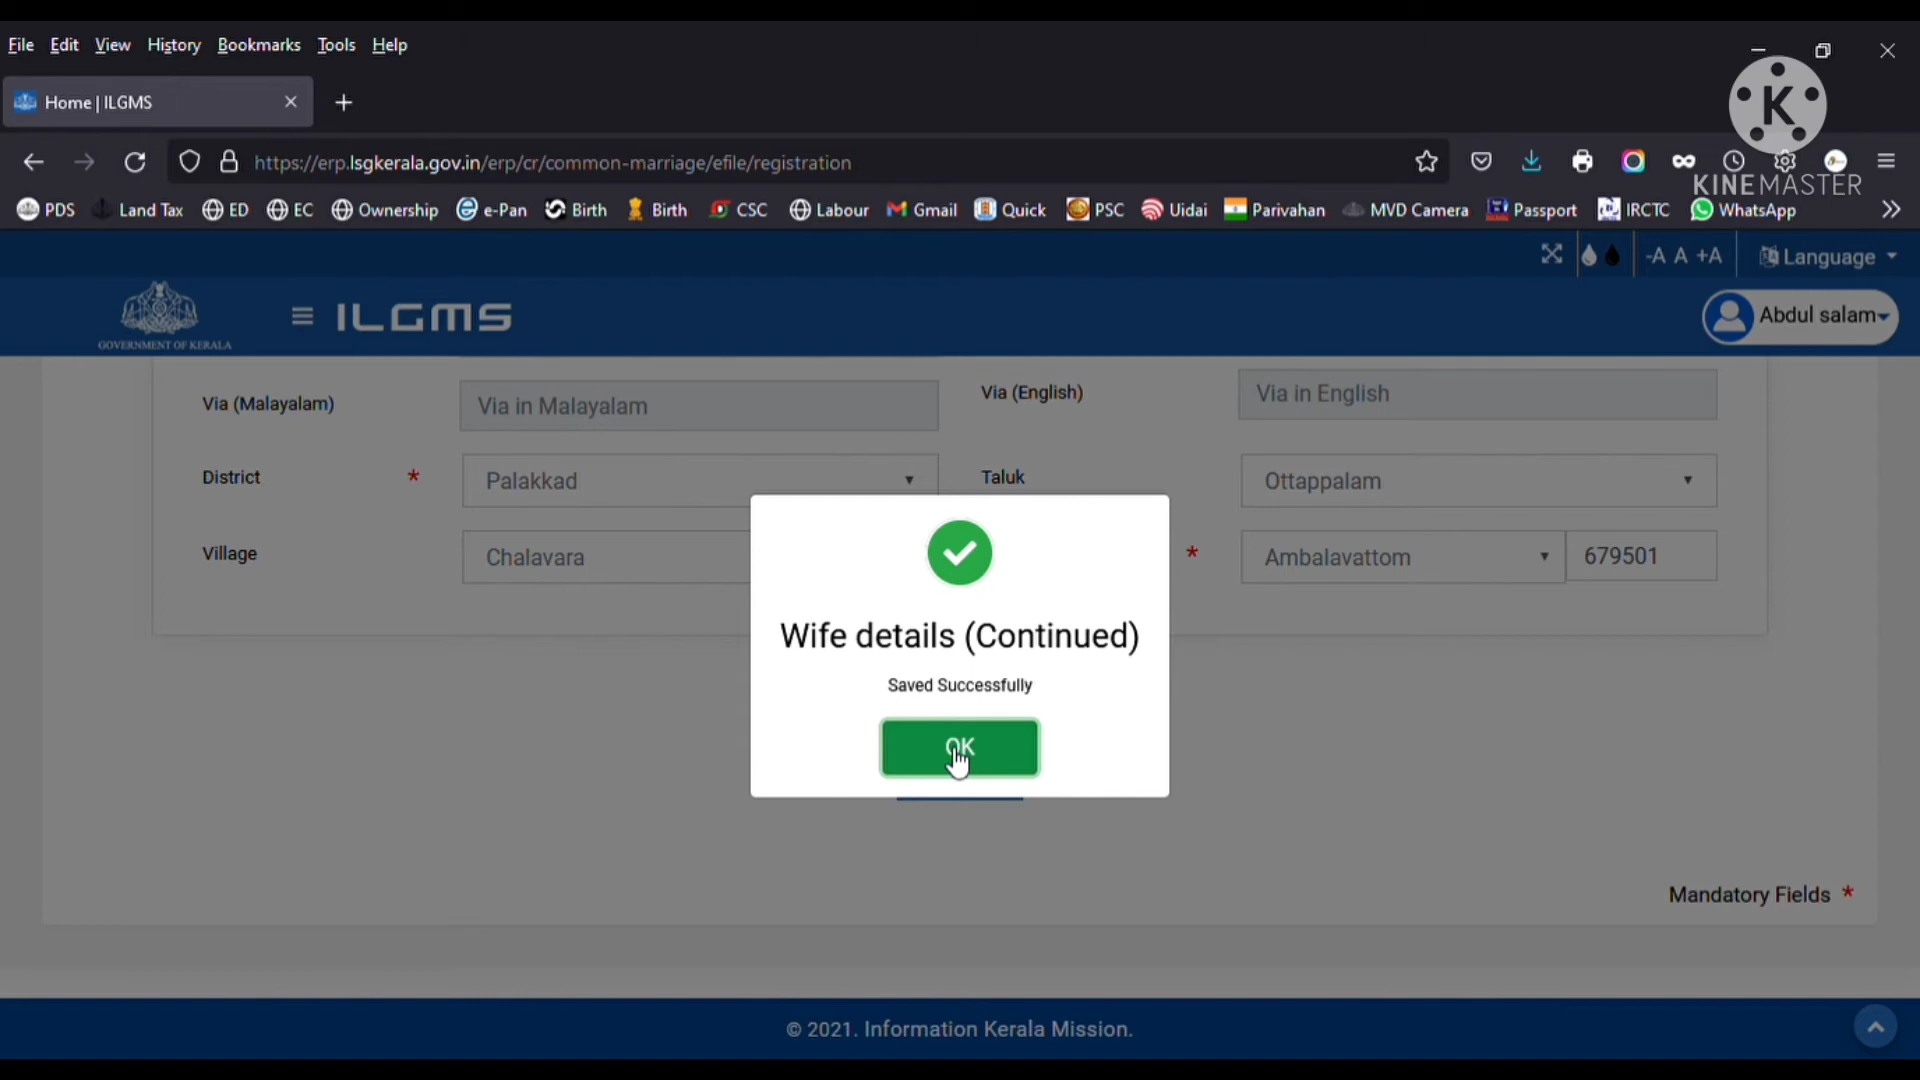 File Edit View History Bookmarks Tools Help
Home | ILGMS
https://erp.lsgkerala.gov.in/erp/cr/common-marriage/efile/registration
K
KINEMASTER
PDS Land Tax ED EC Ownership e-Pan Birth Birth CSC Labour Gmail Quick PSC Uidai Parivahan MVD Camera Passport IRCTC WhatsApp
-A A +A Language
GOVERNMENT OF KERALA
ILGMS
Abdul salam
Via (Malayalam) Via in Malayalam Via (English) Via in English
District * Palakkad Taluk Ottappalam
Village Chalavara * Ambalavattom 679501
Wife details (Continued)
Saved Successfully
OK
Mandatory Fields *
© 2021. Information Kerala Mission.